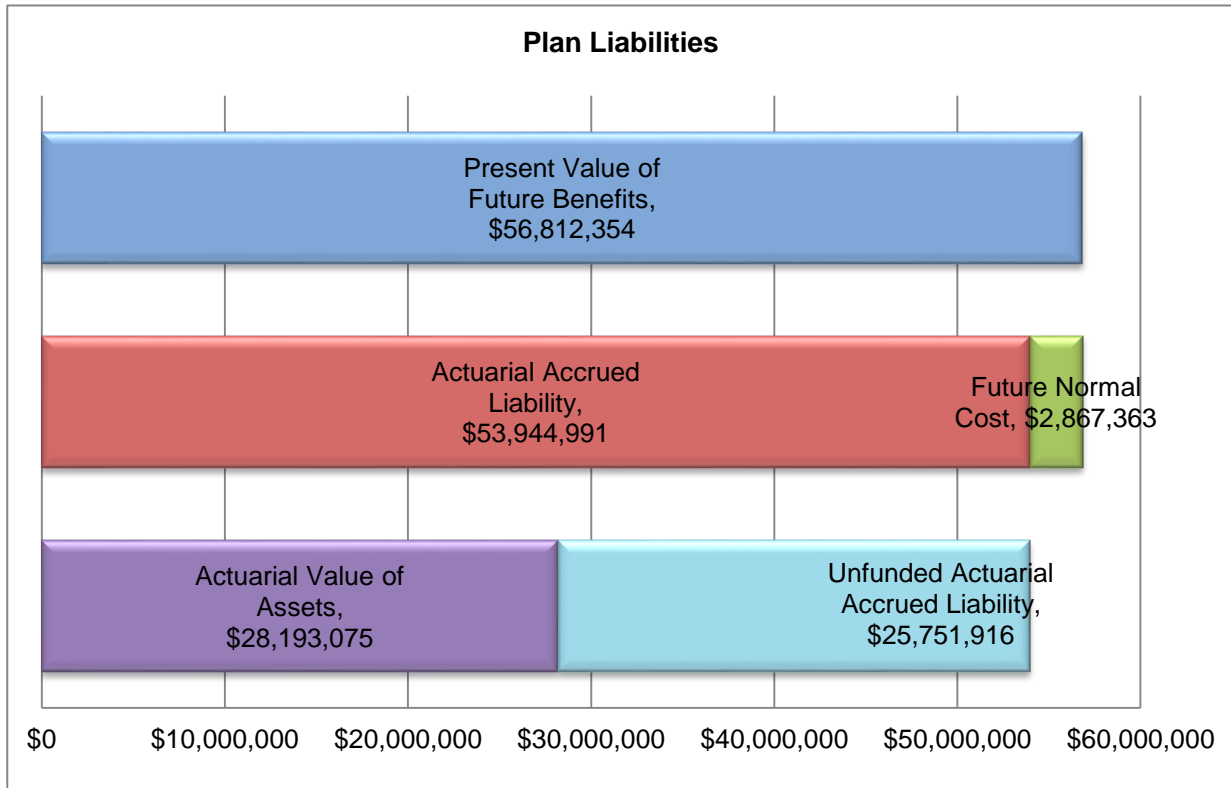 Plan Liabilities
Present Value of
Future Benefits,
$56,812,354
Actuarial Accrued
Liability,
$53,944,991
Future Normal
Cost, $2,867,363
Actuarial Value of
Assets,
$28,193,075
Unfunded Actuarial
Accrued Liability,
$25,751,916
$0 $10,000,000 $20,000,000 $30,000,000 $40,000,000 $50,000,000 $60,000,000